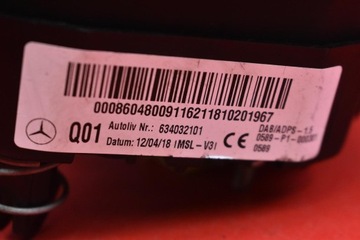 00086048009116211810201967
Q01
Autoliv Nr.: 634032101
Datum: 12/04/18 (MSL-V3)
CE
DAB/ADPS - 1.5
0589 - P1 -
0589